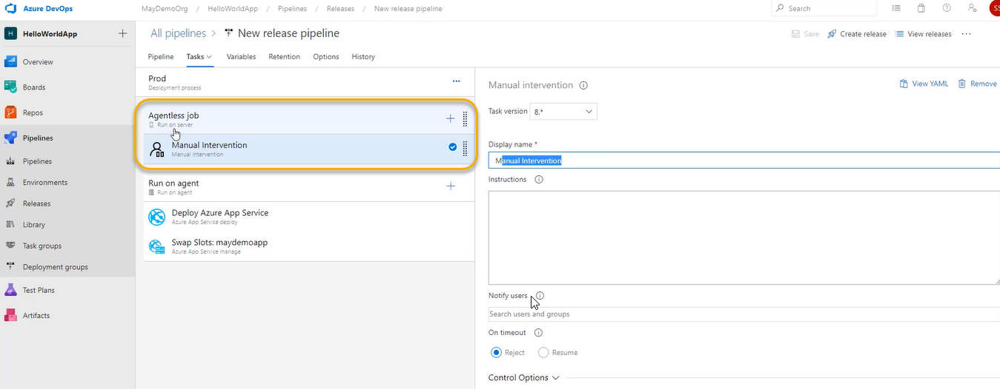 Azure DevOps
MayDemoOrg / HelloWorldApp / Pipelines / Releases / New release pipeline
Search
SS
H HelloWorldApp
Overview
Boards
Repos
Pipelines
Pipelines
Environments
Releases
Library
Task groups
Deployment groups
Test Plans
Artifacts
All pipelines > New release pipeline
Save
Create release
View releases
Pipeline
Tasks
Variables
Retention
Options
History
Prod
Deployment process
Agentless job
Run on server
Manual Intervention
Manual Intervention
Run on agent
Run on agent
Deploy Azure App Service
Azure App Service deploy
Swap Slots: maydemoapp
Azure App Service manage
Manual intervention
View YAML
Remove
Task version 8.*
Display name *
Manual Intervention
Instructions
Notify users
Search users and groups
On timeout
Reject
Resume
Control Options